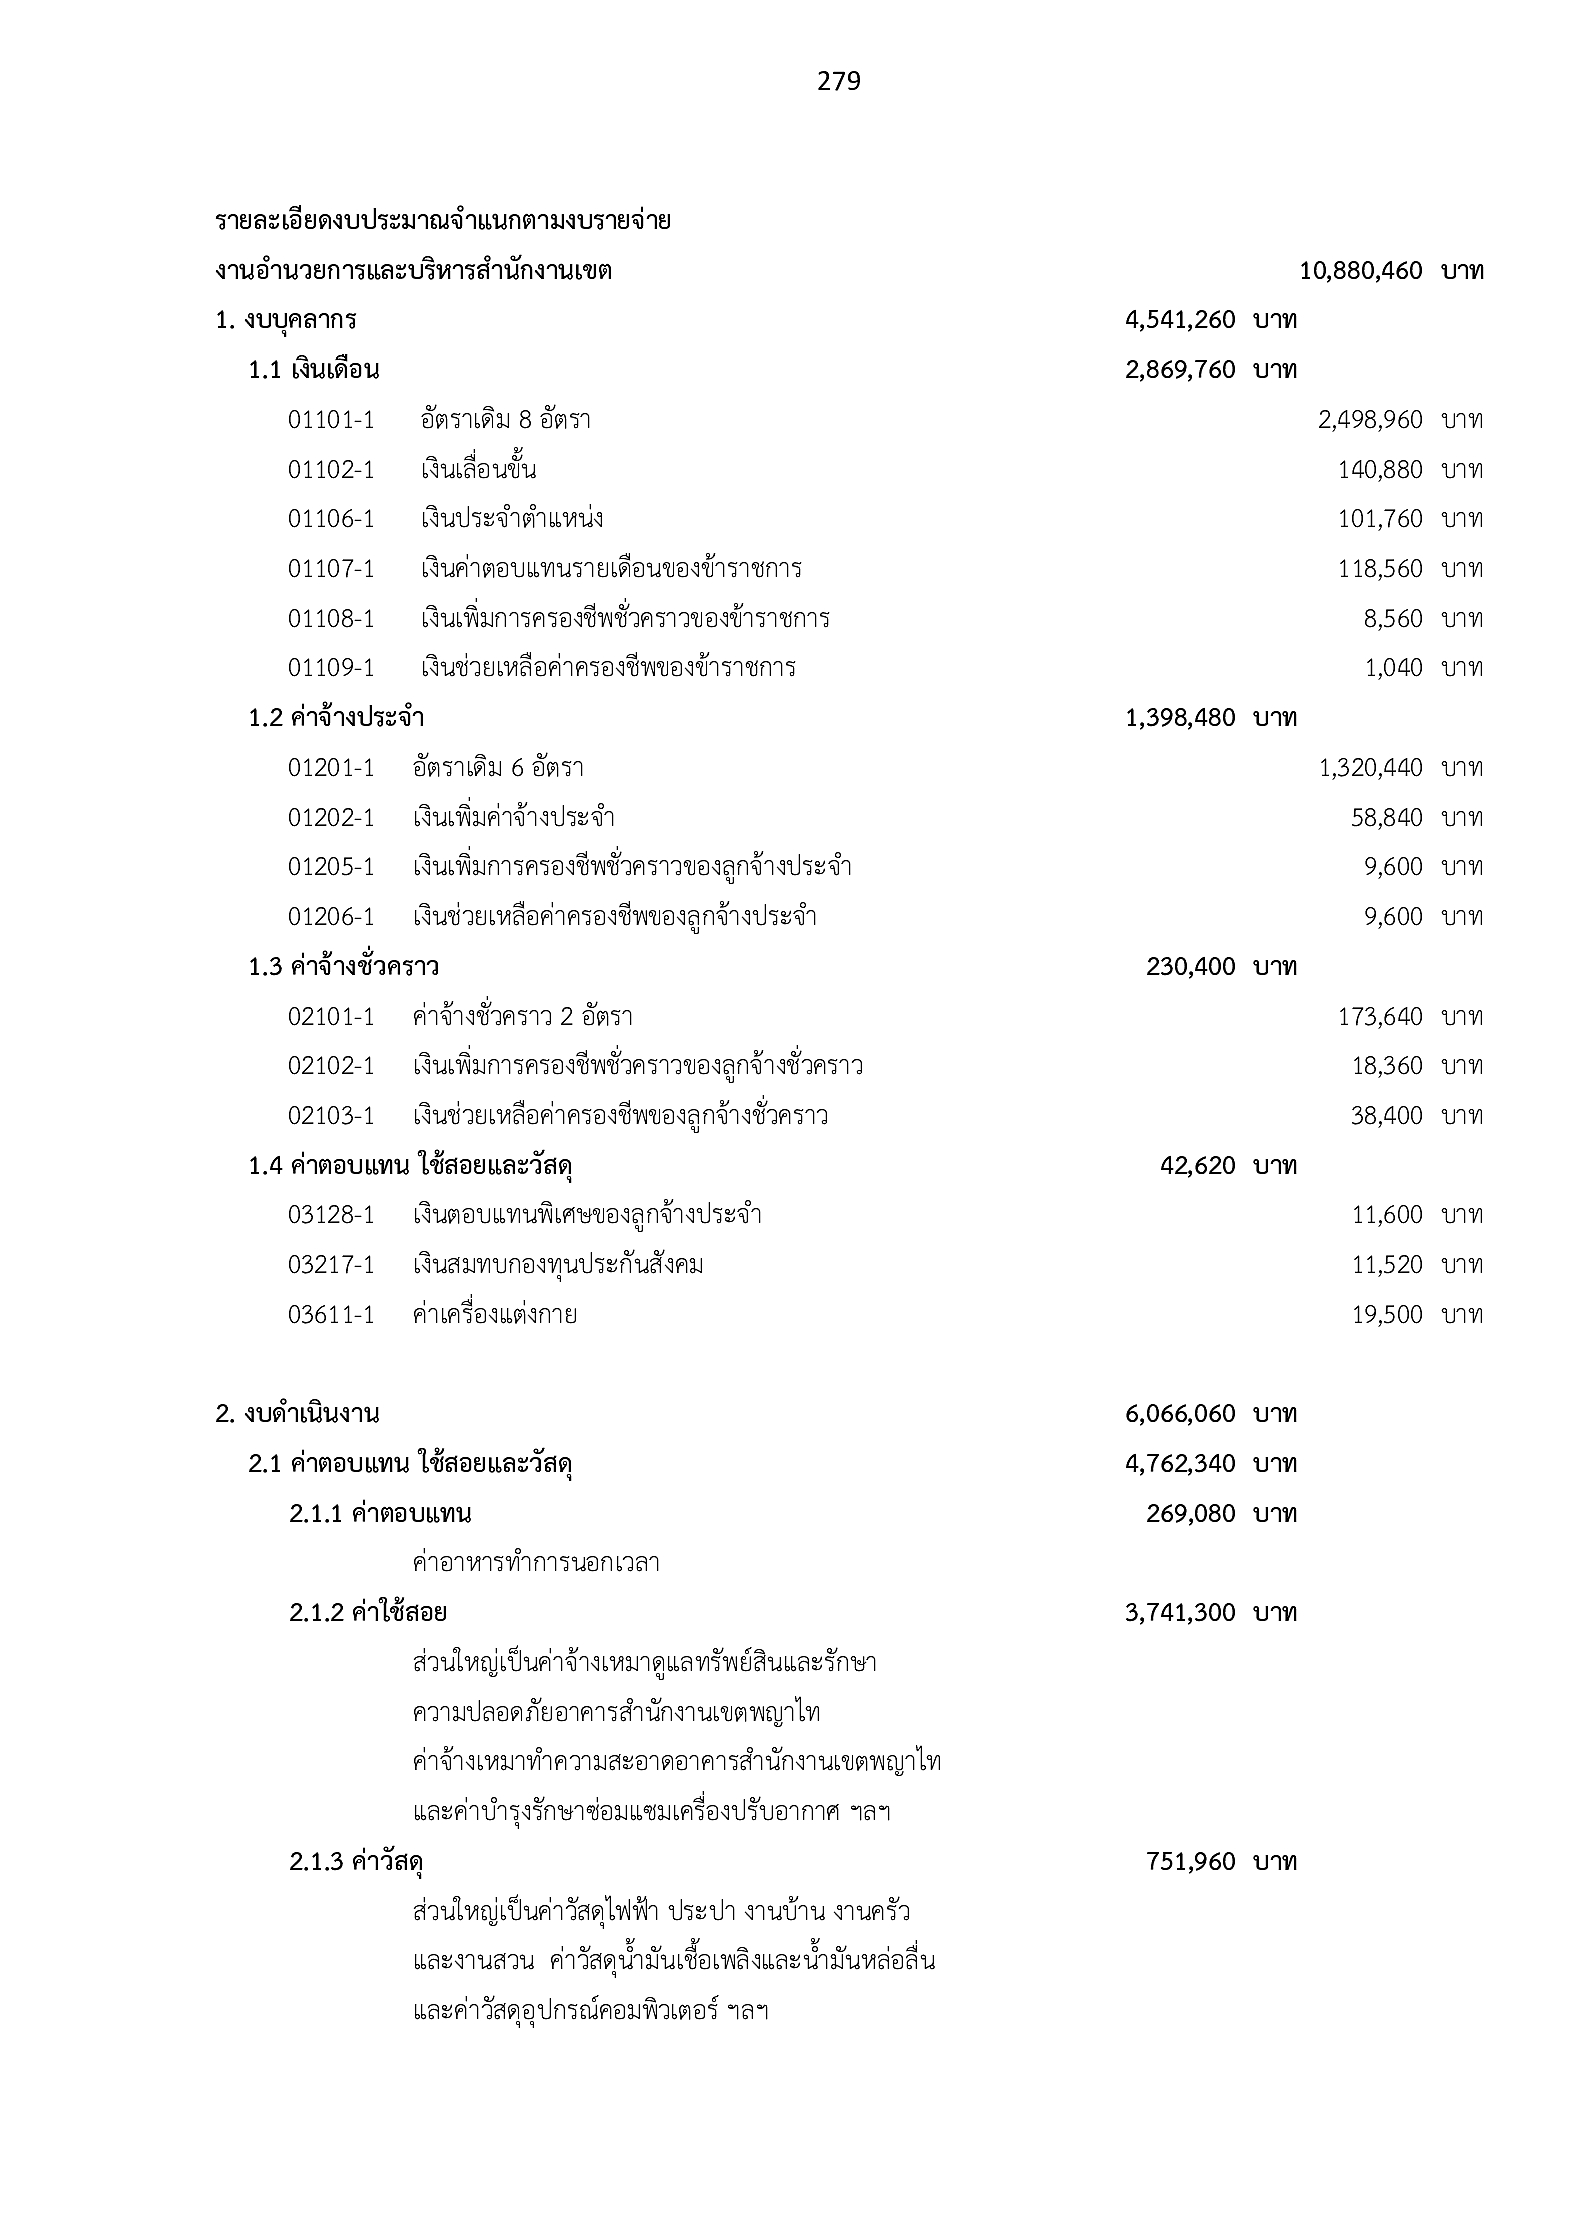 279
รายละเอียดงบประมาณจำแนกตามงบรายจ่าย
งานอำนวยการและบริหารสำนักงานเขต 10,880,460 บาท
1. งบบุคลากร 4,541,260 บาท
1.1 เงินเดือน 2,869,760 บาท
01101-1 อัตราเดิม 8 อัตรา 2,498,960 บาท
01102-1 เงินเลื่อนขั้น 140,880 บาท
01106-1 เงินประจำตำแหน่ง 101,760 บาท
01107-1 เงินค่าตอบแทนรายเดือนของข้าราชการ 118,560 บาท
01108-1 เงินเพิ่มการครองชีพชั่วคราวของข้าราชการ 8,560 บาท
01109-1 เงินช่วยเหลือค่าครองชีพของข้าราชการ 1,040 บาท
1.2 ค่าจ้างประจำ 1,398,480 บาท
01201-1 อัตราเดิม 6 อัตรา 1,320,440 บาท
01202-1 เงินเพิ่มค่าจ้างประจำ 58,840 บาท
01205-1 เงินเพิ่มการครองชีพชั่วคราวของลูกจ้างประจำ 9,600 บาท
01206-1 เงินช่วยเหลือค่าครองชีพของลูกจ้างประจำ 9,600 บาท
1.3 ค่าจ้างชั่วคราว 230,400 บาท
02101-1 ค่าจ้างชั่วคราว 2 อัตรา 173,640 บาท
02102-1 เงินเพิ่มการครองชีพชั่วคราวของลูกจ้างชั่วคราว 18,360 บาท
02103-1 เงินช่วยเหลือค่าครองชีพของลูกจ้างชั่วคราว 38,400 บาท
1.4 ค่าตอบแทน ใช้สอยและวัสดุ 42,620 บาท
03128-1 เงินตอบแทนพิเศษของลูกจ้างประจำ 11,600 บาท
03217-1 เงินสมทบกองทุนประกันสังคม 11,520 บาท
03611-1 ค่าเครื่องแต่งกาย 19,500 บาท
2. งบดำเนินงาน 6,066,060 บาท
2.1 ค่าตอบแทน ใช้สอยและวัสดุ 4,762,340 บาท
2.1.1 ค่าตอบแทน 269,080 บาท
ค่าอาหารทำการนอกเวลา
2.1.2 ค่าใช้สอย 3,741,300 บาท
ส่วนใหญ่เป็นค่าจ้างเหมาดูแลทรัพย์สินและรักษา
ความปลอดภัยอาคารสำนักงานเขตพญาไท
ค่าจ้างเหมาทำความสะอาดอาคารสำนักงานเขตพญาไท
และค่าบำรุงรักษาซ่อมแซมเครื่องปรับอากาศ ฯลฯ
2.1.3 ค่าวัสดุ 751,960 บาท
ส่วนใหญ่เป็นค่าวัสดุไฟฟ้า ประปา งานบ้าน งานครัว
และงานสวน ค่าวัสดุน้ำมันเชื้อเพลิงและน้ำมันหล่อลื่น
และค่าวัสดุอุปกรณ์คอมพิวเตอร์ ฯลฯ